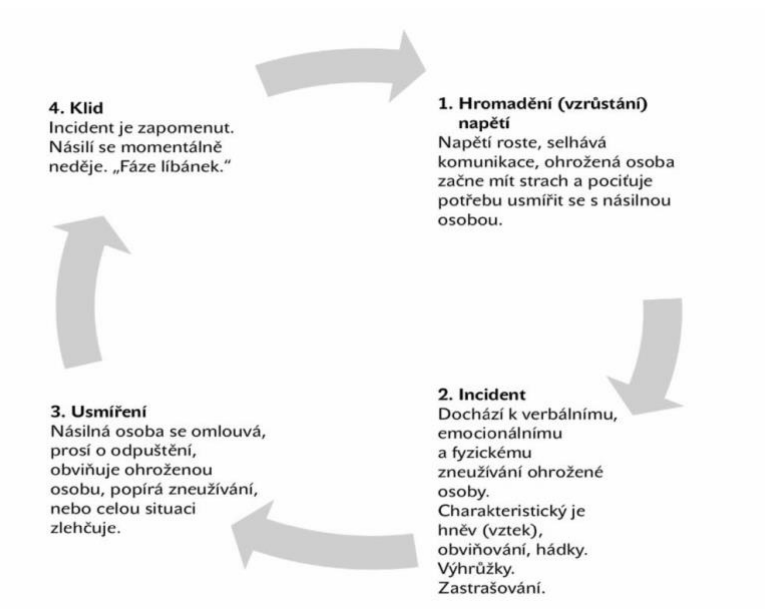 1. Hromadění (vzrůstání)
napětí
Napětí roste, selhává
komunikace, ohrožená osoba
začne mít strach a pociťuje
potřebu usmířit se s násilnou
osobou.
2. Incident
Dochází k verbálnímu,
emocionálnímu
a fyzickému
zneužívání ohrožené
osoby.
Charakteristický je
hněv (vztek),
obviňování, hádky.
Výhrůžky.
Zastrašování.
3. Usmíření
Násilná osoba se omlouvá,
prosí o odpuštění,
obviňuje ohroženou
osobu, popírá zneužívání,
nebo celou situaci
zlehčuje.
4. Klid
Incident je zapomenut.
Násilí se momentálně
neděje. „Fáze líbánek.“